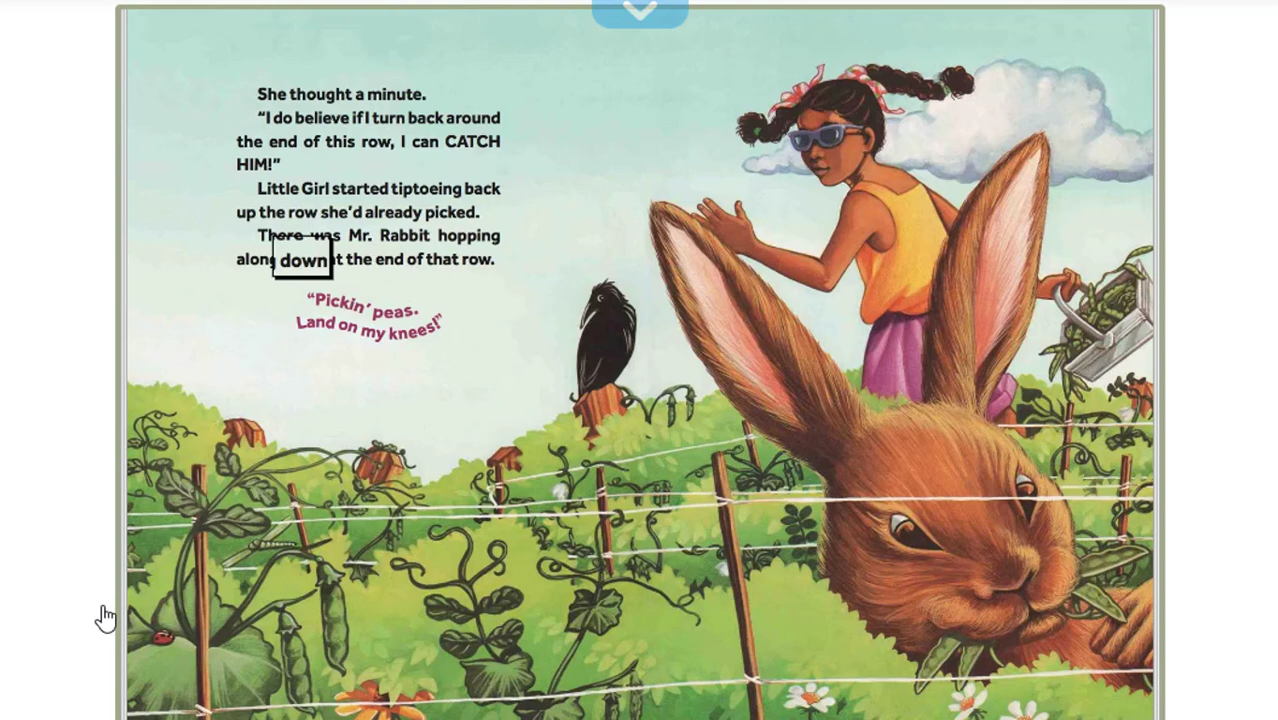 She thought a minute.
"I do believe if I turn back around
the end of this row, I can CATCH
HIM!"
Little Girl started tiptoeing back
up the row she'd already picked.
There was Mr. Rabbit hopping
along down at the end of that row.
"Pickin' peas.
Land on my knees!"